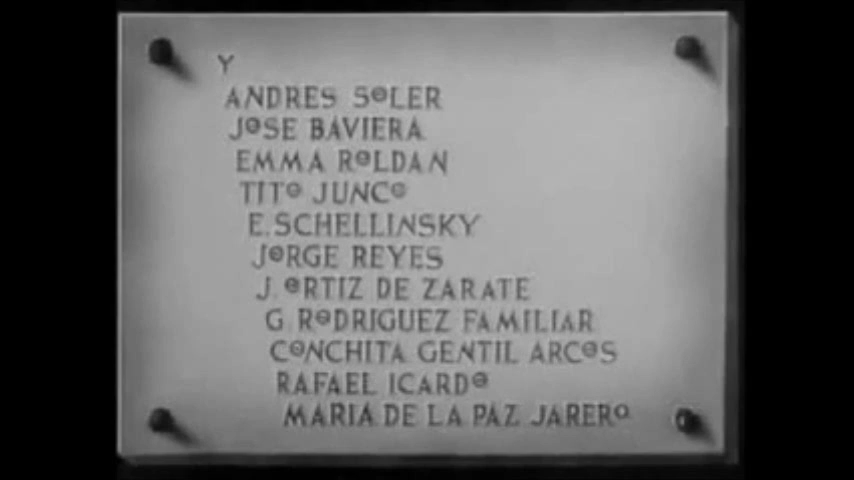 Y
ANDRES SOLER
JOSE BAVIERA
EMMA ROLDAN
TITO JUNCO
E. SCHELLINSKY
JORGE REYES
J. ORTIZ DE ZARATE
G. RODRIGUEZ FAMILIAR
CONCHITA GENTIL ARCOS
RAFAEL ICARDO
MARIA DE LA PAZ JARERO